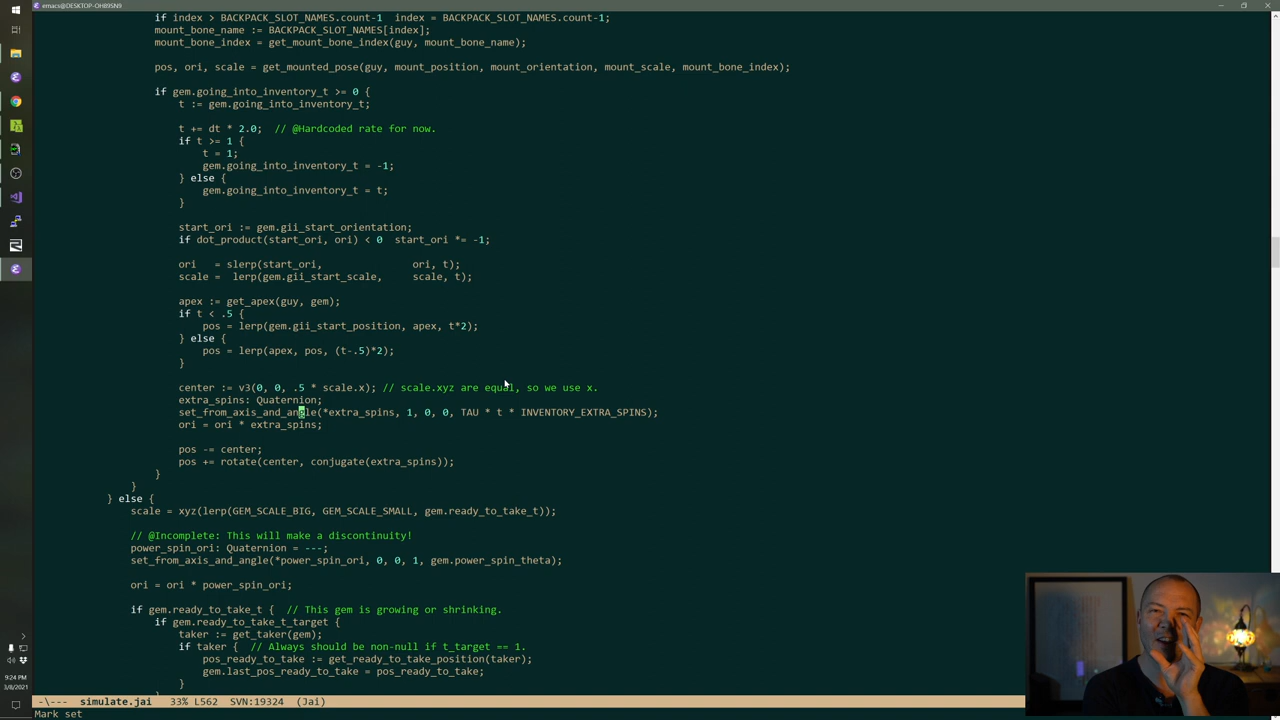 emacs@DESKTOP-OH89SN9
if index > BACKPACK_SLOT_NAMES.count-1  index = BACKPACK_SLOT_NAMES.count-1;
mount_bone_name := BACKPACK_SLOT_NAMES[index];
mount_bone_index = get_mount_bone_index(guy, mount_bone_name);
pos, ori, scale = get_mounted_pose(guy, mount_position, mount_orientation, mount_scale, mount_bone_index);
if gem.going_into_inventory_t >= 0 {
t := gem.going_into_inventory_t;
t += dt * 2.0;  // @Hardcoded rate for now.
if t >= 1 {
t = 1;
gem.going_into_inventory_t = -1;
} else {
gem.going_into_inventory_t = t;
}
start_ori := gem.gii_start_orientation;
if dot_product(start_ori, ori) < 0  start_ori *= -1;
ori   = slerp(start_ori,               ori, t);
scale =  lerp(gem.gii_start_scale,     scale, t);
apex := get_apex(guy, gem);
if t < .5 {
pos = lerp(gem.gii_start_position, apex, t*2);
} else {
pos = lerp(apex, pos, (t-.5)*2);
}
center := v3(0, 0, .5 * scale.x); // scale.xyz are equal, so we use x.
extra_spins: Quaternion;
set_from_axis_and_angle(*extra_spins, 1, 0, 0, TAU * t * INVENTORY_EXTRA_SPINS);
ori = ori * extra_spins;
pos -= center;
pos += rotate(center, conjugate(extra_spins));
}
}
} else {
scale = xyz(lerp(GEM_SCALE_BIG, GEM_SCALE_SMALL, gem.ready_to_take_t));
// @Incomplete: This will make a discontinuity!
power_spin_ori: Quaternion = ---;
set_from_axis_and_angle(*power_spin_ori, 0, 0, 1, gem.power_spin_theta);
ori = ori * power_spin_ori;
if gem.ready_to_take_t {  // This gem is growing or shrinking.
if gem.ready_to_take_t_target {
taker := get_taker(gem);
if taker {  // Always should be non-null if t_target == 1.
pos_ready_to_take := get_ready_to_take_position(taker);
gem.last_pos_ready_to_take = pos_ready_to_take;
}
-\---  simulate.jai   33% L562  SVN:19324  (Jai)
Mark set
9:24 PM
3/8/2021